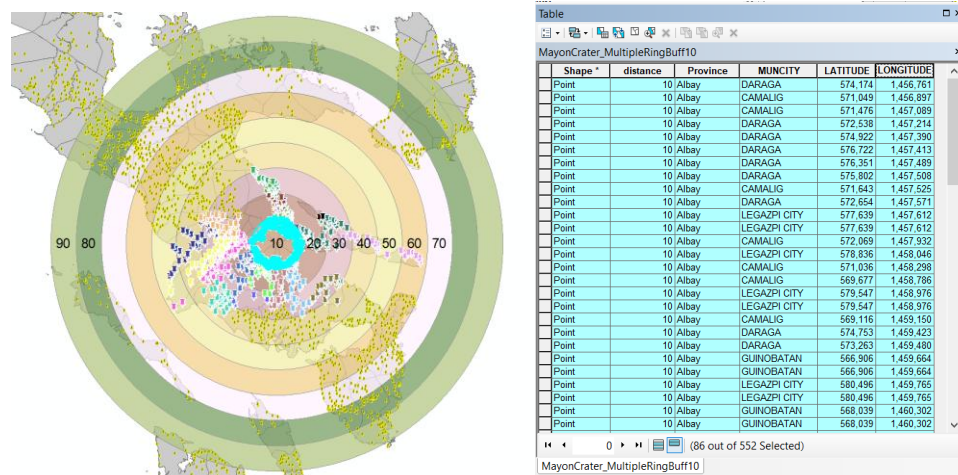 90 80 10 20 30 40 50 60 70
Table
MayonCrater_MultipleRingBuff10
Shape * distance Province MUNCITY LATITUDE LONGITUDE
Point 10 Albay DARAGA 574,174 1,456,761
Point 10 Albay CAMALIG 571,049 1,456,897
Point 10 Albay CAMALIG 571,476 1,457,089
Point 10 Albay DARAGA 572,538 1,457,214
Point 10 Albay DARAGA 574,922 1,457,390
Point 10 Albay DARAGA 576,722 1,457,413
Point 10 Albay DARAGA 576,351 1,457,489
Point 10 Albay DARAGA 575,802 1,457,508
Point 10 Albay CAMALIG 571,643 1,457,525
Point 10 Albay DARAGA 572,654 1,457,571
Point 10 Albay LEGAZPI CITY 577,639 1,457,612
Point 10 Albay LEGAZPI CITY 577,639 1,457,612
Point 10 Albay CAMALIG 572,069 1,457,932
Point 10 Albay LEGAZPI CITY 578,836 1,458,046
Point 10 Albay CAMALIG 571,036 1,458,298
Point 10 Albay CAMALIG 569,677 1,458,786
Point 10 Albay LEGAZPI CITY 579,547 1,458,976
Point 10 Albay LEGAZPI CITY 579,547 1,458,976
Point 10 Albay CAMALIG 569,116 1,459,150
Point 10 Albay DARAGA 574,753 1,459,423
Point 10 Albay DARAGA 573,263 1,459,480
Point 10 Albay GUINOBATAN 566,906 1,459,664
Point 10 Albay GUINOBATAN 566,906 1,459,664
Point 10 Albay LEGAZPI CITY 580,496 1,459,765
Point 10 Albay LEGAZPI CITY 580,496 1,459,765
Point 10 Albay GUINOBATAN 568,039 1,460,302
Point 10 Albay GUINOBATAN 568,039 1,460,302
0 (86 out of 552 Selected)
MayonCrater_MultipleRingBuff10